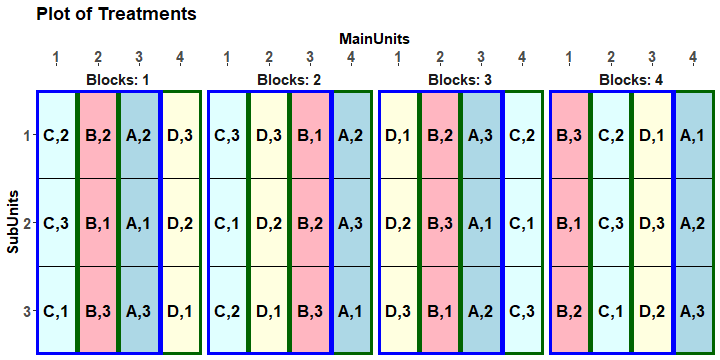 Plot of Treatments
MainUnits
1 2 3 4 1 2 3 4 1 2 3 4 1 2 3 4
Blocks: 1 Blocks: 2 Blocks: 3 Blocks: 4
1 C,2 B,2 A,2 D,3 C,3 D,3 B,1 A,2 D,1 B,2 A,3 C,2 B,3 C,2 D,1 A,1
SubUnits
2 C,3 B,1 A,1 D,2 C,1 D,2 B,2 A,3 D,2 B,3 A,1 C,1 B,1 C,3 D,3 A,2
3 C,1 B,3 A,3 D,1 C,2 D,1 B,3 A,1 D,3 B,1 A,2 C,3 B,2 C,1 D,2 A,3